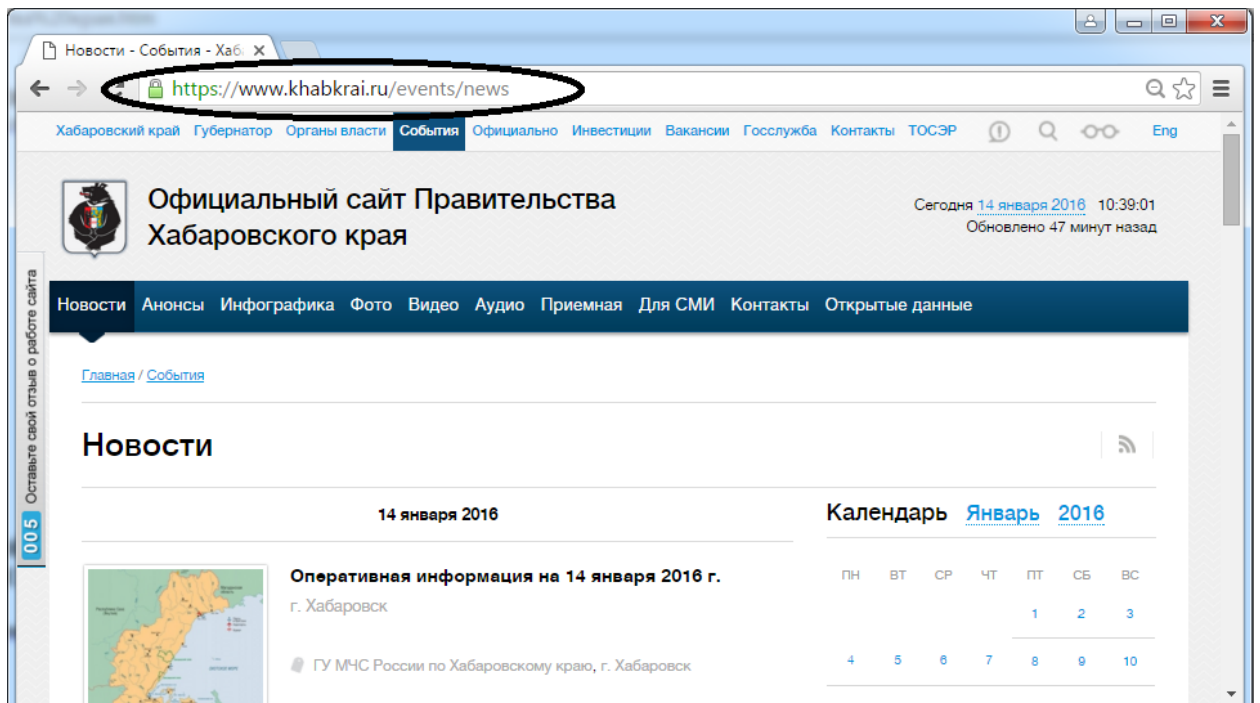 Новости - События - Хаб
https://www.khabkrai.ru/events/news
Хабаровский край Губернатор Органы власти События Официально Инвестиции Вакансии Госслужба Контакты ТОСЭР Eng
Официальный сайт Правительства
Хабаровского края
Сегодня 14 января 2016 10:39:01
Обновлено 47 минут назад
Новости Анонсы Инфографика Фото Видео Аудио Приемная Для СМИ Контакты Открытые данные
Оставьте свой отзыв о работе сайта
005
Главная / События
Новости
14 января 2016
Оперативная информация на 14 января 2016 г.
г. Хабаровск
ГУ МЧС России по Хабаровскому краю, г. Хабаровск
Календарь Январь 2016
ПН ВТ СР ЧТ ПТ СБ ВС
1 2 3
4 5 6 7 8 9 10